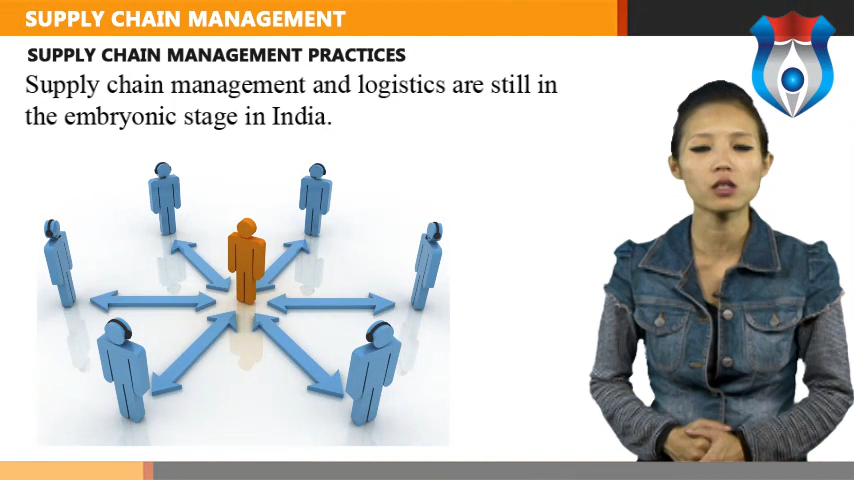 SUPPLY CHAIN MANAGEMENT
SUPPLY CHAIN MANAGEMENT PRACTICES
Supply chain management and logistics are still in
the embryonic stage in India.